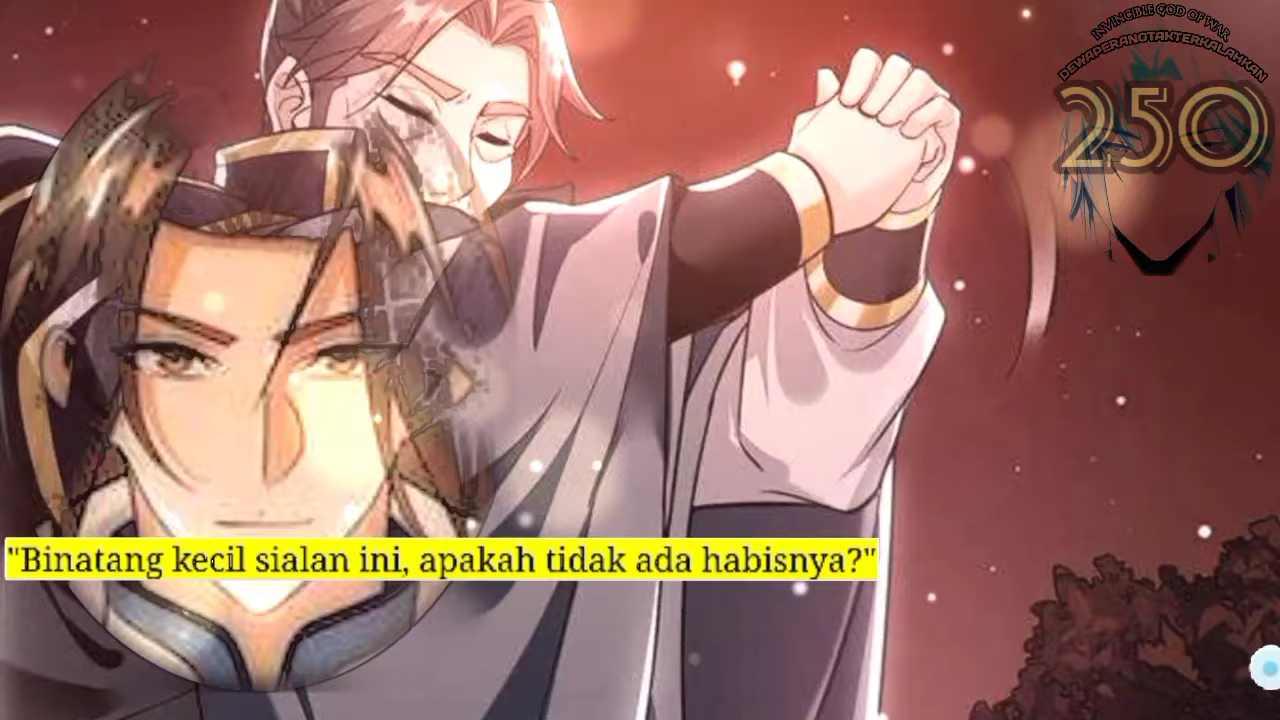 INVINCIBLE GOD OF WAR
DEWAPERANGTAKTERKALAHKAN
250
"Binatang kecil sialan ini, apakah tidak ada habisnya?"